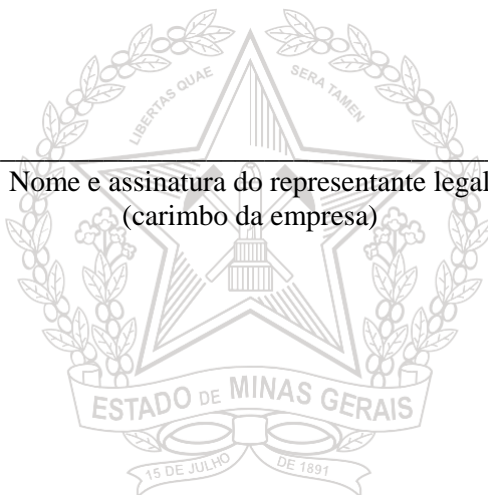 LIBERTAS QUAE SERA TAMEN
Nome e assinatura do representante legal
(carimbo da empresa)
ESTADO DE MINAS GERAIS
15 DE JULHO DE 1891